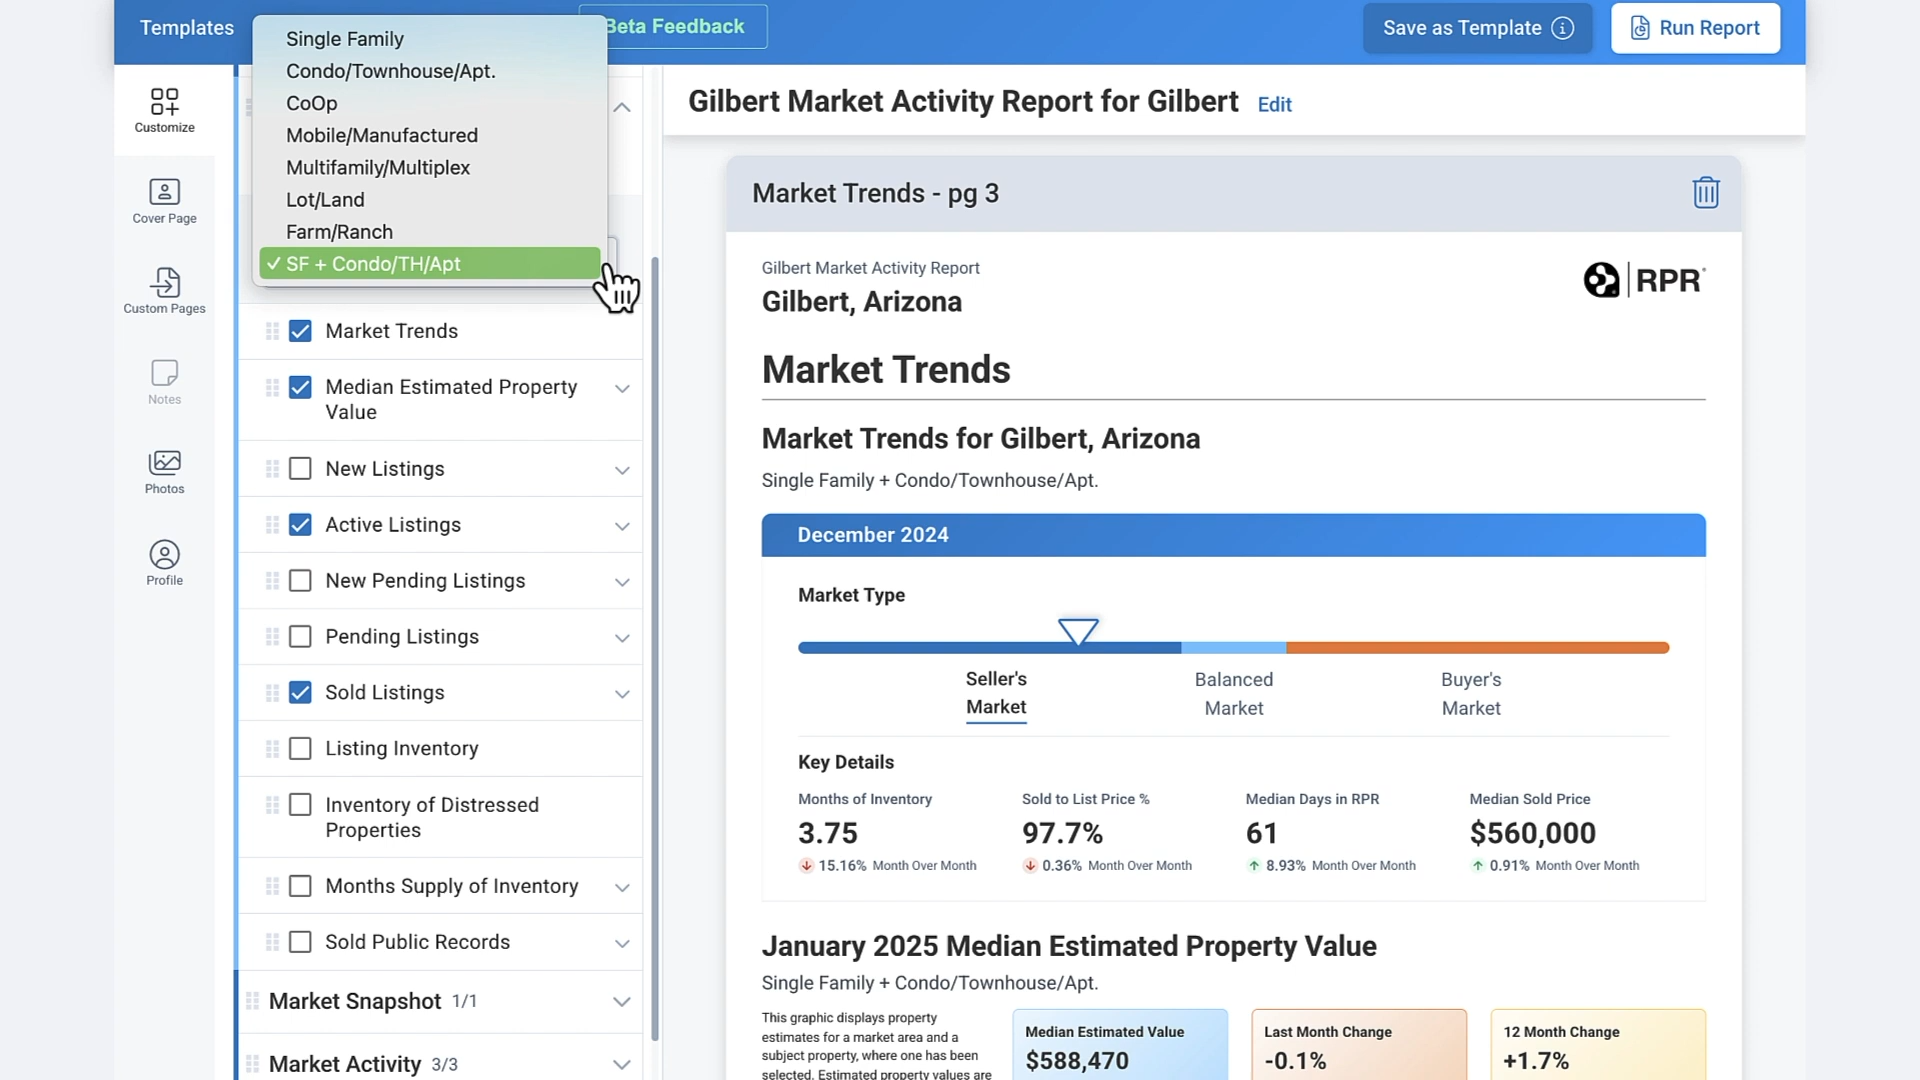 Templates
Beta Feedback
Save as Template
Run Report
Single Family
Condo/Townhouse/Apt.
CoOp
Mobile/Manufactured
Multifamily/Multiplex
Lot/Land
Farm/Ranch
✓ SF + Condo/TH/Apt
Customize
Cover Page
Custom Pages
Notes
Photos
Profile
Market Trends
Median Estimated Property
Value
New Listings
Active Listings
New Pending Listings
Pending Listings
Sold Listings
Listing Inventory
Inventory of Distressed
Properties
Months Supply of Inventory
Sold Public Records
Market Snapshot 1/1
Market Activity 3/3
Gilbert Market Activity Report for Gilbert Edit
Market Trends - pg 3
Gilbert Market Activity Report
Gilbert, Arizona
RPR
Market Trends
Market Trends for Gilbert, Arizona
Single Family + Condo/Townhouse/Apt.
December 2024
Market Type
Seller's
Market
Balanced
Market
Buyer's
Market
Key Details
Months of Inventory
3.75
15.16% Month Over Month
Sold to List Price %
97.7%
0.36% Month Over Month
Median Days in RPR
61
8.93% Month Over Month
Median Sold Price
$560,000
0.91% Month Over Month
January 2025 Median Estimated Property Value
Single Family + Condo/Townhouse/Apt.
This graphic displays property
estimates for a market area and a
subject property, where one has been
selected. Estimated property values are
Median Estimated Value
$588,470
Last Month Change
-0.1%
12 Month Change
+1.7%